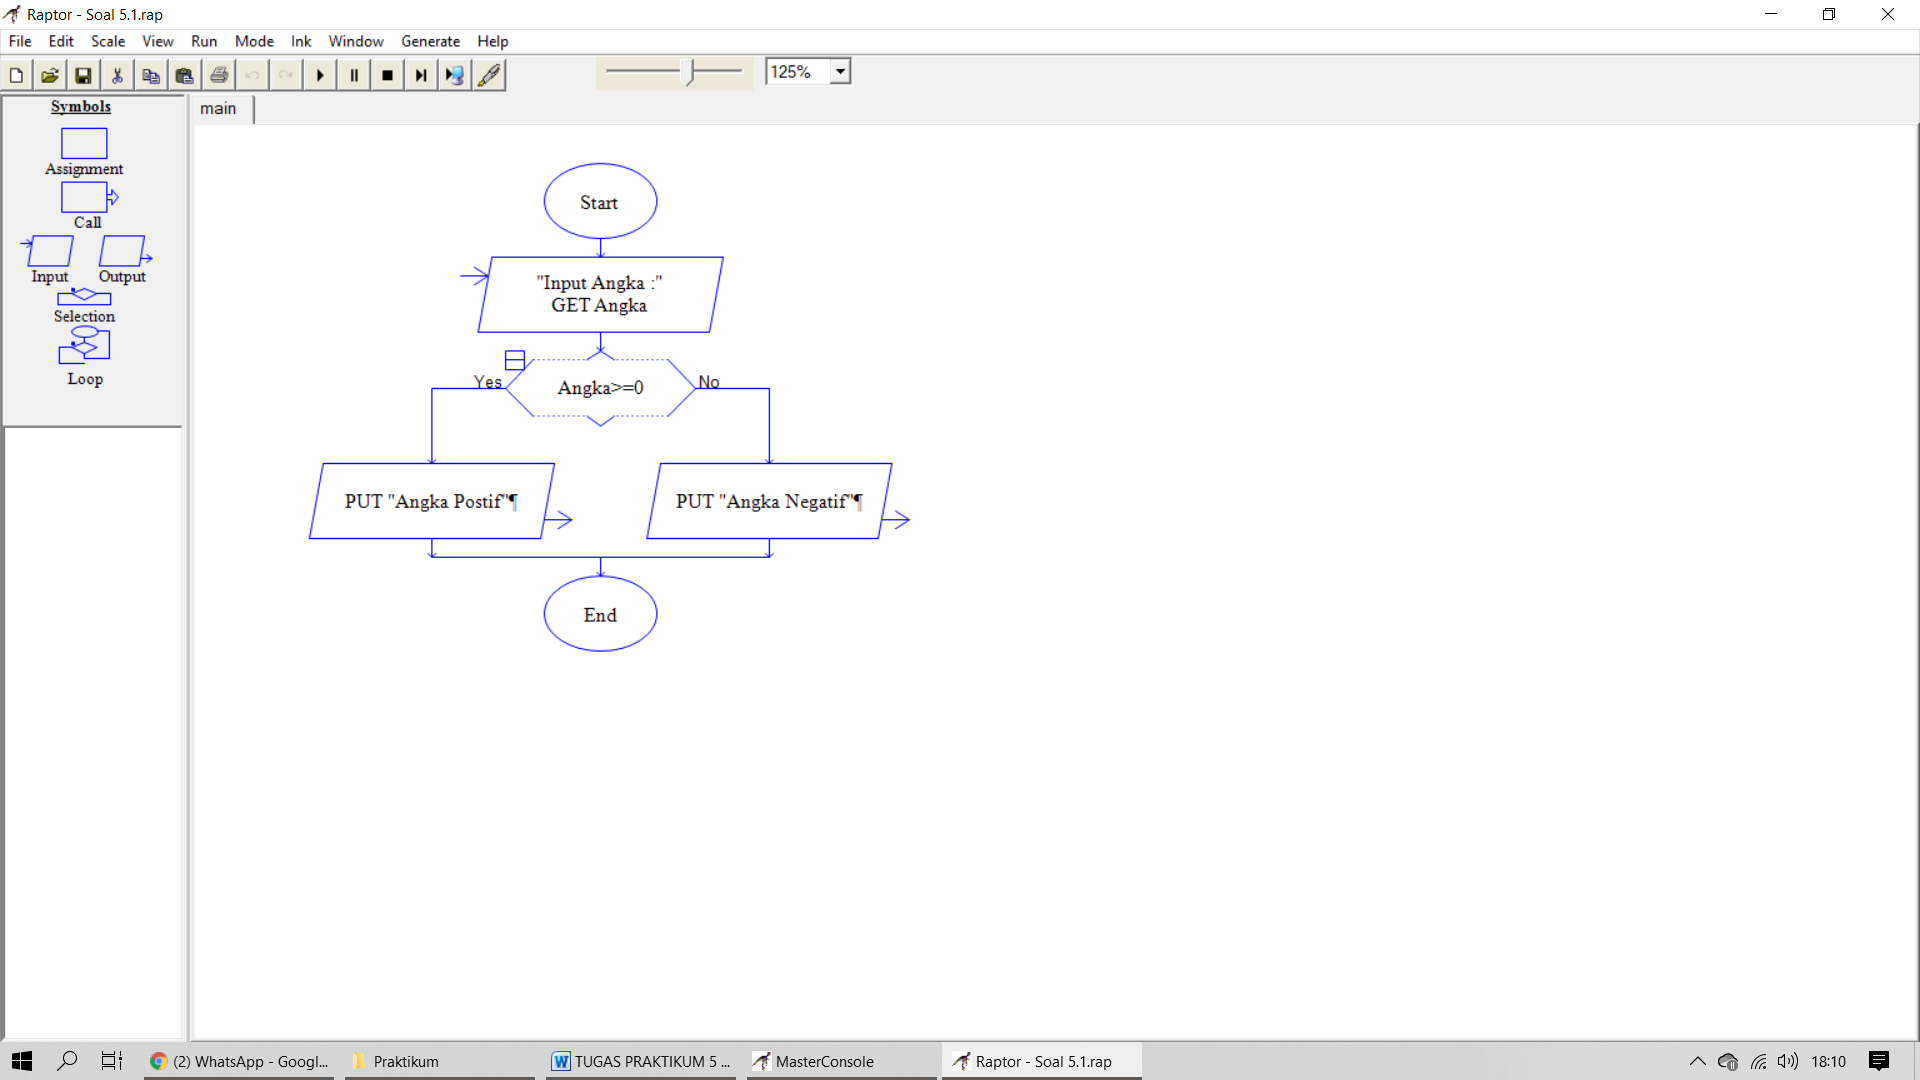 Raptor - Soal 5.1.rap
File Edit Scale View Run Mode Ink Window Generate Help
125%
Symbols
Assignment
Call
Input Output
Selection
Loop
main
Start
"Input Angka :"
GET Angka
Yes Angka>=0 No
PUT "Angka Postif"¶ PUT "Angka Negatif"¶
End
(2) WhatsApp - Googl... Praktikum TUGAS PRAKTIKUM 5 ... MasterConsole Raptor - Soal 5.1.rap 18:10